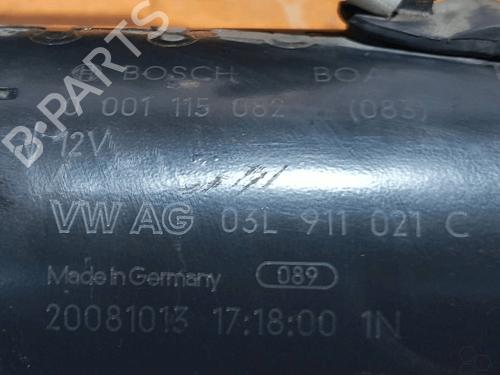 BOSCH
001 115 082 (083)
12V
VW AG 03L 911 021 C
Made in Germany 089
20081013 17:18:00 1N